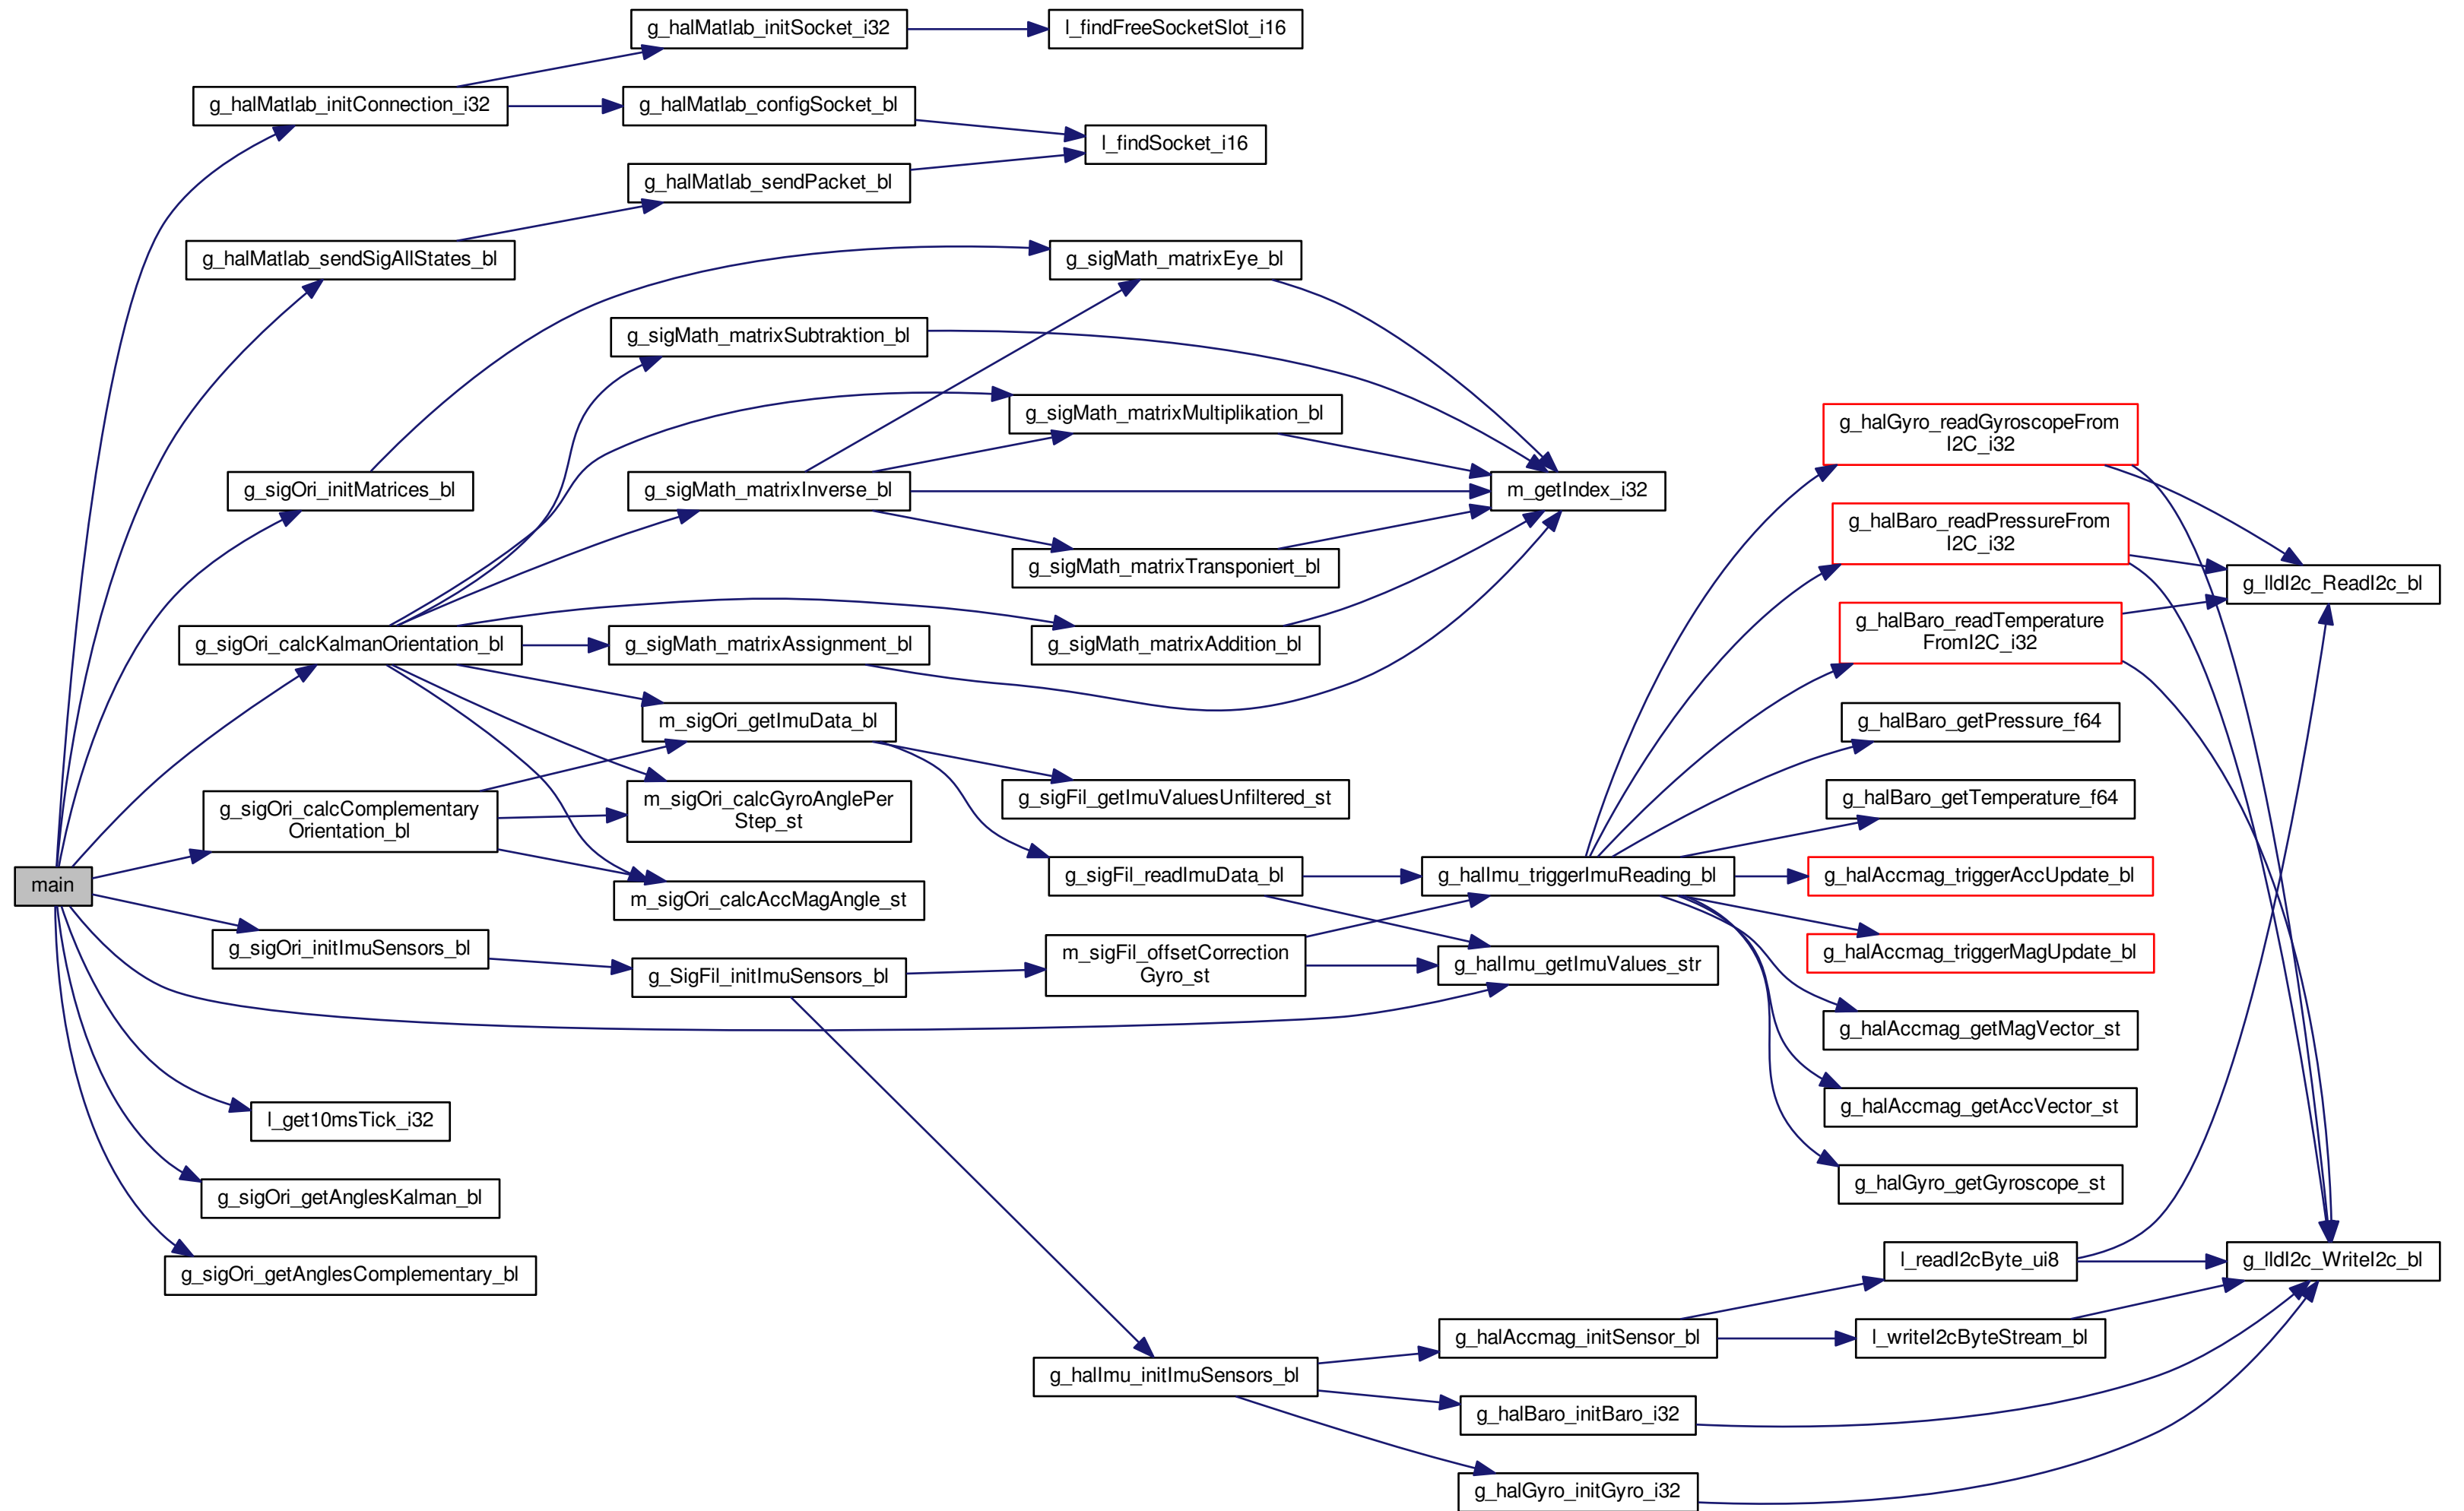 g_halMatlab_initSocket_i32
l_findFreeSocketSlot_i16
g_halMatlab_initConnection_i32
g_halMatlab_configSocket_bl
l_findSocket_i16
g_halMatlab_sendPacket_bl
g_halMatlab_sendSigAllStates_bl
g_sigMath_matrixEye_bl
g_sigMath_matrixSubtraktion_bl
g_sigMath_matrixMultiplikation_bl
g_halGyro_readGyroscopeFrom
I2C_i32
g_sigOri_initMatrices_bl
g_sigMath_matrixInverse_bl
m_getIndex_i32
g_halBaro_readPressureFrom
I2C_i32
g_sigMath_matrixTransponiert_bl
g_lldI2c_ReadI2c_bl
g_sigOri_calcKalmanOrientation_bl
g_sigMath_matrixAssignment_bl
g_sigMath_matrixAddition_bl
g_halBaro_readTemperature
FromI2C_i32
m_sigOri_getImuData_bl
g_halBaro_getPressure_f64
g_sigOri_calcComplementary
Orientation_bl
m_sigOri_calcGyroAnglePer
Step_st
g_sigFil_getImuValuesUnfiltered_st
g_halBaro_getTemperature_f64
main
m_sigOri_calcAccMagAngle_st
g_sigFil_readImuData_bl
g_halImu_triggerImuReading_bl
g_halAccmag_triggerAccUpdate_bl
g_sigOri_initImuSensors_bl
g_SigFil_initImuSensors_bl
m_sigFil_offsetCorrection
Gyro_st
g_halImu_getImuValues_str
g_halAccmag_triggerMagUpdate_bl
g_halAccmag_getMagVector_st
l_get10msTick_i32
g_halAccmag_getAccVector_st
g_sigOri_getAnglesKalman_bl
g_halGyro_getGyroscope_st
g_sigOri_getAnglesComplementary_bl
l_readI2cByte_ui8
g_lldI2c_WriteI2c_bl
g_halAccmag_initSensor_bl
l_writeI2cByteStream_bl
g_halImu_initImuSensors_bl
g_halBaro_initBaro_i32
g_halGyro_initGyro_i32